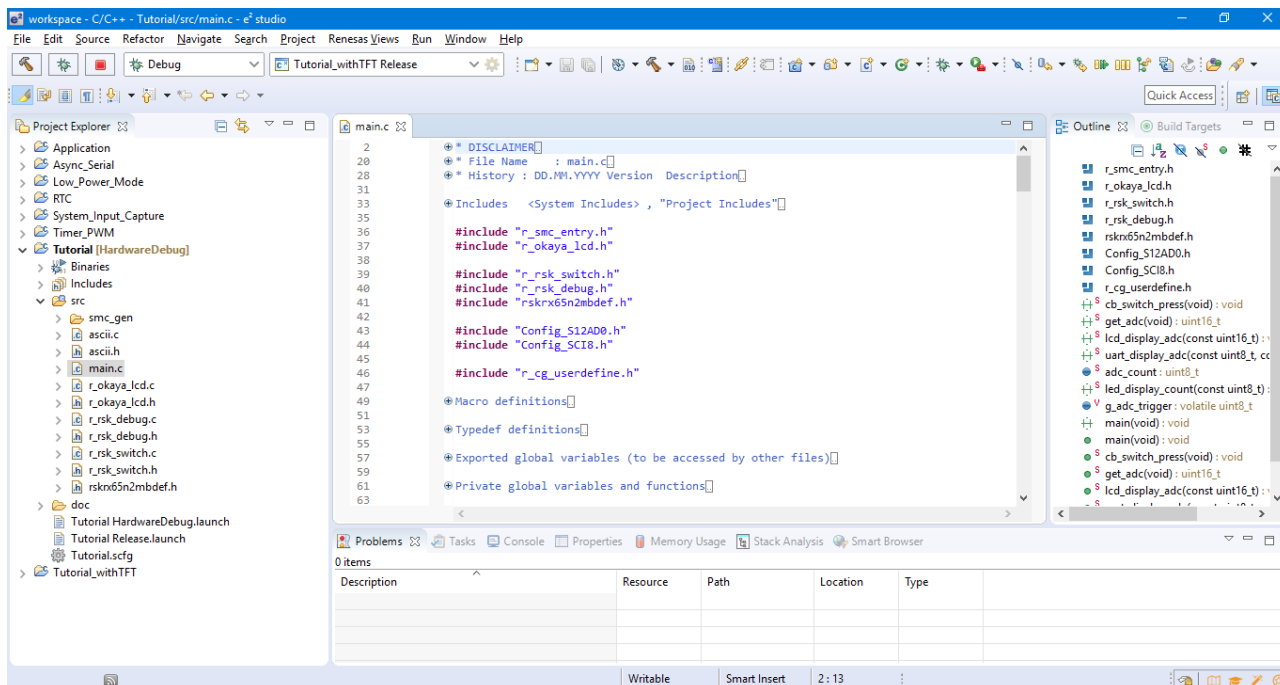 workspace - C/C++ - Tutorial/src/main.c - e² studio
File Edit Source Refactor Navigate Search Project Renesas Views Run Window Help
Debug
Tutorial_withTFT Release
Quick Access
Project Explorer
Application
Async_Serial
Low_Power_Mode
RTC
System_Input_Capture
Timer_PWM
Tutorial [HardwareDebug]
Binaries
Includes
src
smc_gen
ascii.c
ascii.h
main.c
r_okaya_lcd.c
r_okaya_lcd.h
r_rsk_debug.c
r_rsk_debug.h
r_rsk_switch.c
r_rsk_switch.h
rskrx65n2mbdef.h
doc
Tutorial HardwareDebug.launch
Tutorial Release.launch
Tutorial.scfg
Tutorial_withTFT
main.c
2 * DISCLAIMER
20 * File Name : main.c
28 * History : DD.MM.YYYY Version Description
31
33 Includes <System Includes> , "Project Includes"
35
36 #include "r_smc_entry.h"
37 #include "r_okaya_lcd.h"
38
39 #include "r_rsk_switch.h"
40 #include "r_rsk_debug.h"
41 #include "rskrx65n2mbdef.h"
42
43 #include "Config_S12AD0.h"
44 #include "Config_SCI8.h"
45
46 #include "r_cg_userdefine.h"
47
49 Macro definitions
51
53 Typedef definitions
55
57 Exported global variables (to be accessed by other files)
59
61 Private global variables and functions
63
Outline Build Targets
r_smc_entry.h
r_okaya_lcd.h
r_rsk_switch.h
r_rsk_debug.h
rskrx65n2mbdef.h
Config_S12AD0.h
Config_SCI8.h
r_cg_userdefine.h
cb_switch_press(void) : void
get_adc(void) : uint16_t
lcd_display_adc(const uint16_t) :
uart_display_adc(const uint8_t, cc
adc_count : uint8_t
led_display_count(const uint8_t) :
g_adc_trigger : volatile uint8_t
main(void) : void
main(void) : void
cb_switch_press(void) : void
get_adc(void) : uint16_t
lcd_display_adc(const uint16_t) :
Problems Tasks Console Properties Memory Usage Stack Analysis Smart Browser
0 items
Description Resource Path Location Type
Writable Smart Insert 2 : 13